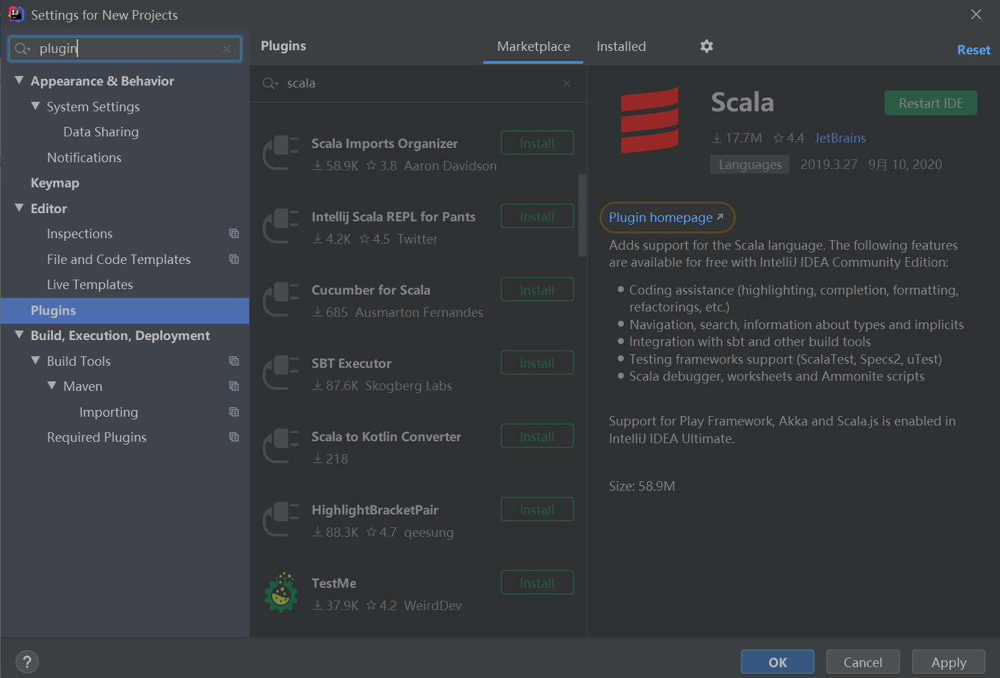 Settings for New Projects
plugin
Appearance & Behavior
System Settings
Data Sharing
Notifications
Keymap
Editor
Inspections
File and Code Templates
Live Templates
Plugins
Build, Execution, Deployment
Build Tools
Maven
Importing
Required Plugins
Plugins
Marketplace
Installed
Reset
scala
Scala Imports Organizer
Install
58.9K 3.8 Aaron Davidson
Intellij Scala REPL for Pants
Install
4.2K 4.5 Twitter
Cucumber for Scala
Install
685 Ausmarton Fernandes
SBT Executor
Install
87.6K Skogberg Labs
Scala to Kotlin Converter
Install
218
HighlightBracketPair
Install
88.3K 4.7 qeesung
TestMe
Install
37.9K 4.2 WeirdDev
Scala
Restart IDE
17.7M 4.4 JetBrains
Languages 2019.3.27 9月 10, 2020
Plugin homepage
Adds support for the Scala language. The following features
are available for free with IntelliJ IDEA Community Edition:
Coding assistance (highlighting, completion, formatting,
refactorings, etc.)
Navigation, search, information about types and implicits
Integration with sbt and other build tools
Testing frameworks support (ScalaTest, Specs2, uTest)
Scala debugger, worksheets and Ammonite scripts
Support for Play Framework, Akka and Scala.js is enabled in
IntelliJ IDEA Ultimate.
Size: 58.9M
?
OK
Cancel
Apply